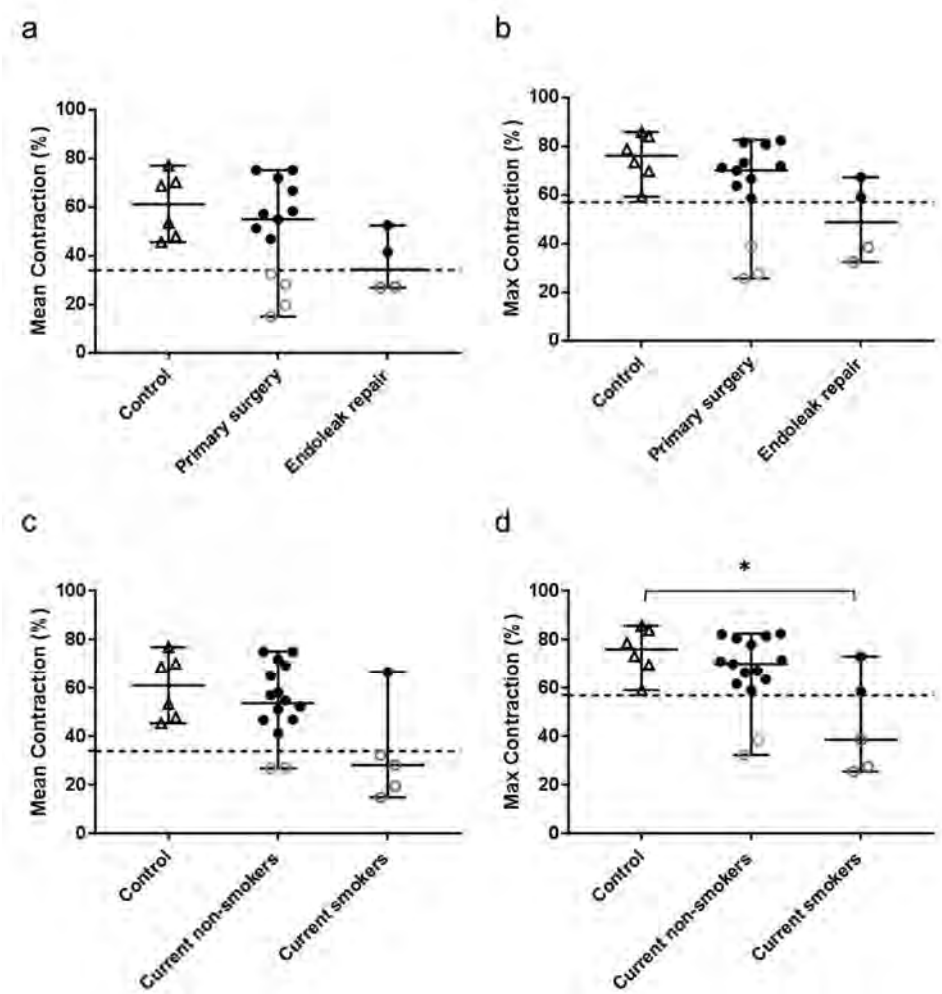 a
Mean Contraction (%)
100
80
60
40
20
0
Control
Primary surgery
Endoleak repair
b
Max Contraction (%)
100
80
60
40
20
0
Control
Primary surgery
Endoleak repair
c
Mean Contraction (%)
100
80
60
40
20
0
Control
Current non-smokers
Current smokers
d
*
Max Contraction (%)
100
80
60
40
20
0
Control
Current non-smokers
Current smokers